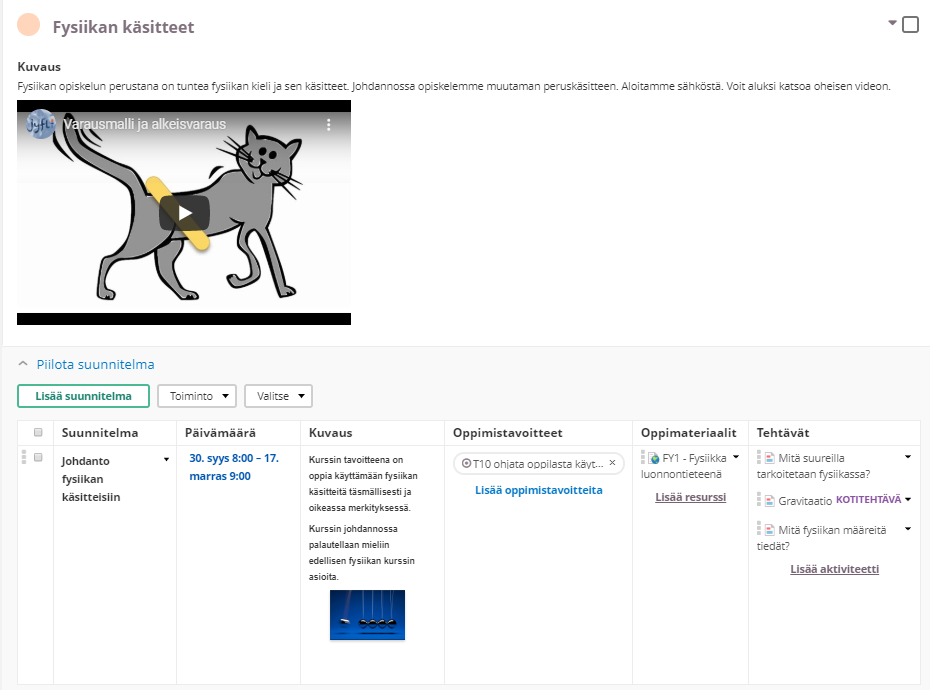 Fysiikan käsitteet
Kuvaus
Fysiikan opiskelun perustana on tuntea fysiikan kieli ja sen käsitteet. Johdannossa opiskelemme muutaman peruskäsitteen. Aloitamme sähköstä. Voit aluksi katsoa oheisen videon.
Jyfl+
Varausmalli ja alkeisvaraus
Piilota suunnitelma
Lisää suunnitelma
Toiminto
Valitse
Suunnitelma
Päivämäärä
Kuvaus
Oppimistavoitteet
Oppimateriaalit
Tehtävät
Johdanto
fysiikan
käsitteisiin
30. syys 8:00 – 17.
marras 9:00
Kurssin tavoitteena on
oppia käyttämään fysiikan
käsitteitä täsmällisesti ja
oikeassa merkityksessä.
Kurssin johdannossa
palautellaan mieliin
edellisen fysiikan kurssin
asioita.
T10 ohjata oppilasta käyt...
Lisää oppimistavoitteita
FY1 - Fysiikka
luonnontieteenä
Lisää resurssi
Mitä suureilla
tarkoitetaan fysiikassa?
Gravitaatio KOTITEHTÄVÄ
Mitä fysiikan määreitä
tiedät?
Lisää aktiviteetti